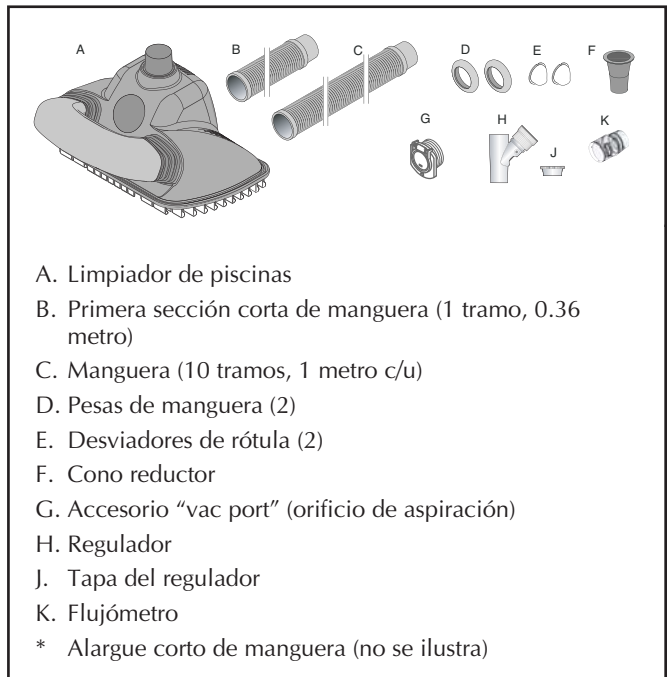 A
B
C
D
E
F
G
H
J
K
A. Limpiador de piscinas
B. Primera sección corta de manguera (1 tramo, 0.36
metro)
C. Manguera (10 tramos, 1 metro c/u)
D. Pesas de manguera (2)
E. Desviadores de rótula (2)
F. Cono reductor
G. Accesorio “vac port” (orificio de aspiración)
H. Regulador
J. Tapa del regulador
K. Flujómetro
* Alargue corto de manguera (no se ilustra)